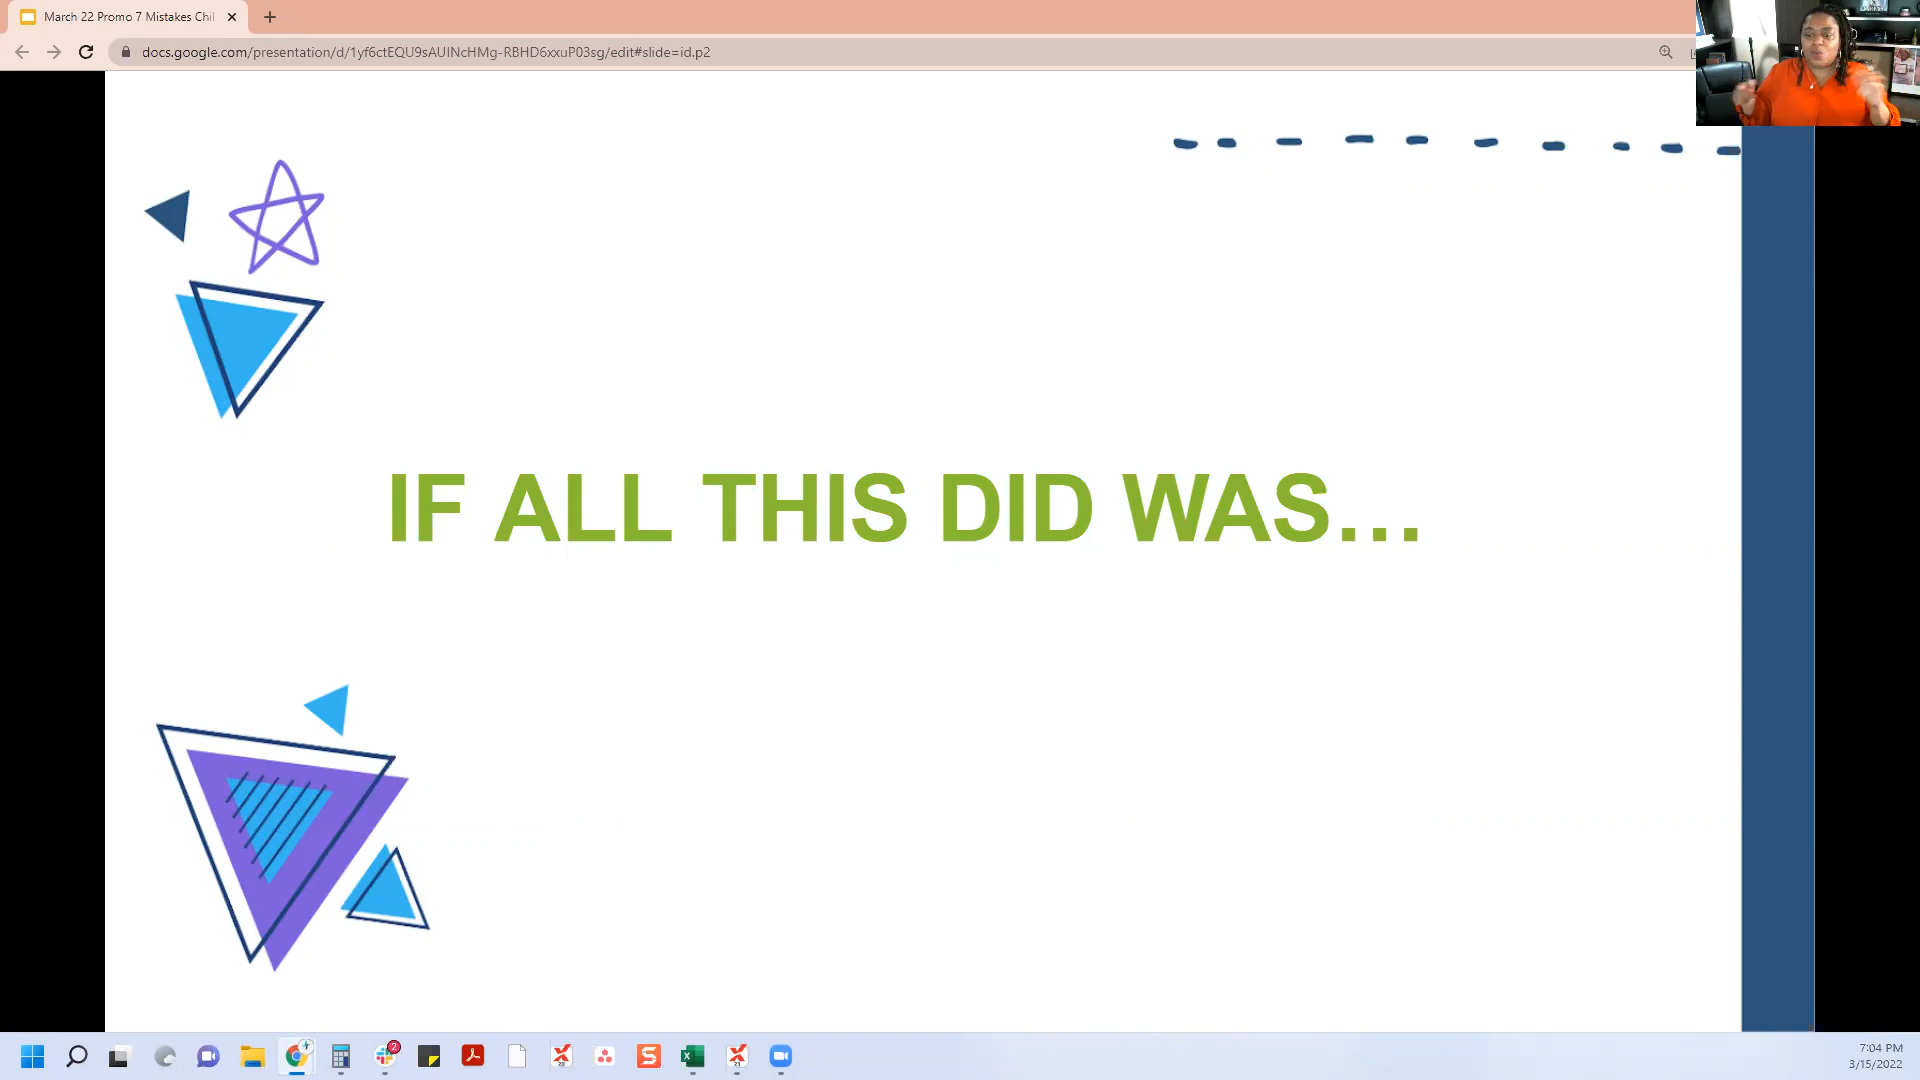 March 22 Promo 7 Mistakes Chil
docs.google.com/presentation/d/1yf6ctEQU9sAUINcHMg-RBHD6xxuP03sg/edit#slide=id.p2
IF ALL THIS DID WAS...
2
7:04 PM
3/15/2022